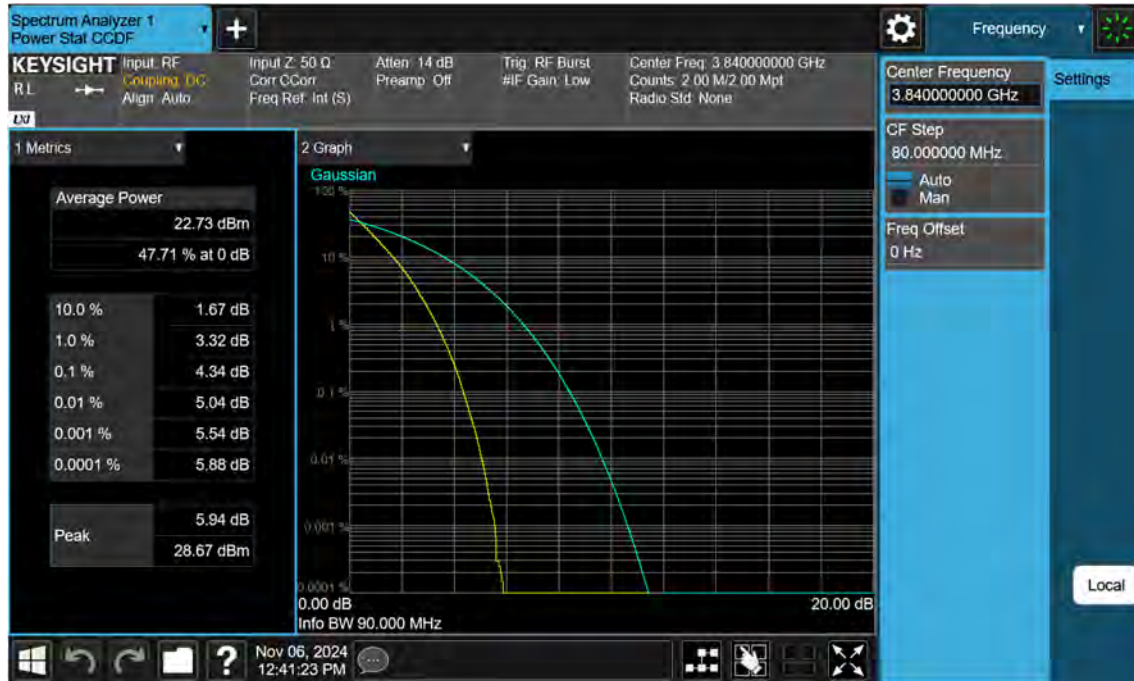 Spectrum Analyzer 1
Power Stat CCDF
+
Frequency
KEYSIGHT
RL
LXI
Input: RF
Coupling: DC
Align: Auto
Input Z: 50 Ω
Corr CCorr
Freq Ref: Int (S)
Atten: 14 dB
Preamp: Off
Trig: RF Burst
#IF Gain: Low
Center Freq: 3.840000000 GHz
Counts: 2.00 M/2.00 Mpt
Radio Std: None
Center Frequency
3.840000000 GHz
Settings
CF Step
80.000000 MHz
Auto
Man
Freq Offset
0 Hz
1 Metrics
Average Power
22.73 dBm
47.71 % at 0 dB
10.0 % 1.67 dB
1.0 % 3.32 dB
0.1 % 4.34 dB
0.01 % 5.04 dB
0.001 % 5.54 dB
0.0001 % 5.88 dB
Peak
5.94 dB
28.67 dBm
2 Graph
Gaussian
100 %
10 %
1 %
0.1 %
0.01 %
0.001 %
0.0001 %
0.00 dB 20.00 dB
Info BW 90.000 MHz
Local
?
Nov 06, 2024
12:41:23 PM